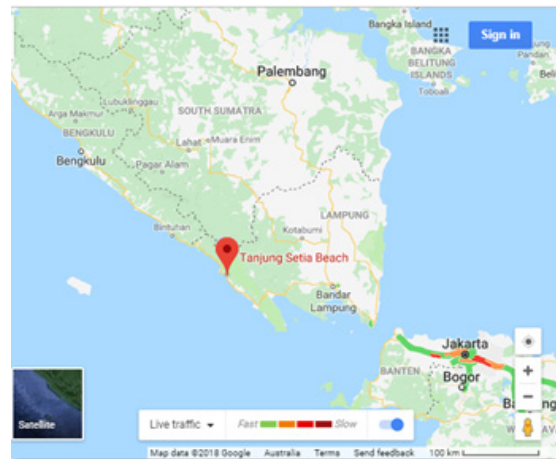 Bangka Island
Sign in
BANGKA
BELITUNG
ISLANDS
Toboali
Pandan
Palembang
Lubuklinggau
SOUTH SUMATRA
Arga Makmur
BENGKULU
Lahat
Muara Enim
Bengkulu
Pagar Alam
LAMPUNG
Bintuhan
Kotabumi
Tanjung Setia Beach
Bandar
Lampung
Jakarta
BANTEN
Bogor
Satellite
Live traffic
Fast
Slow
Map data ©2018 Google
Australia
Terms
Send feedback
100 km